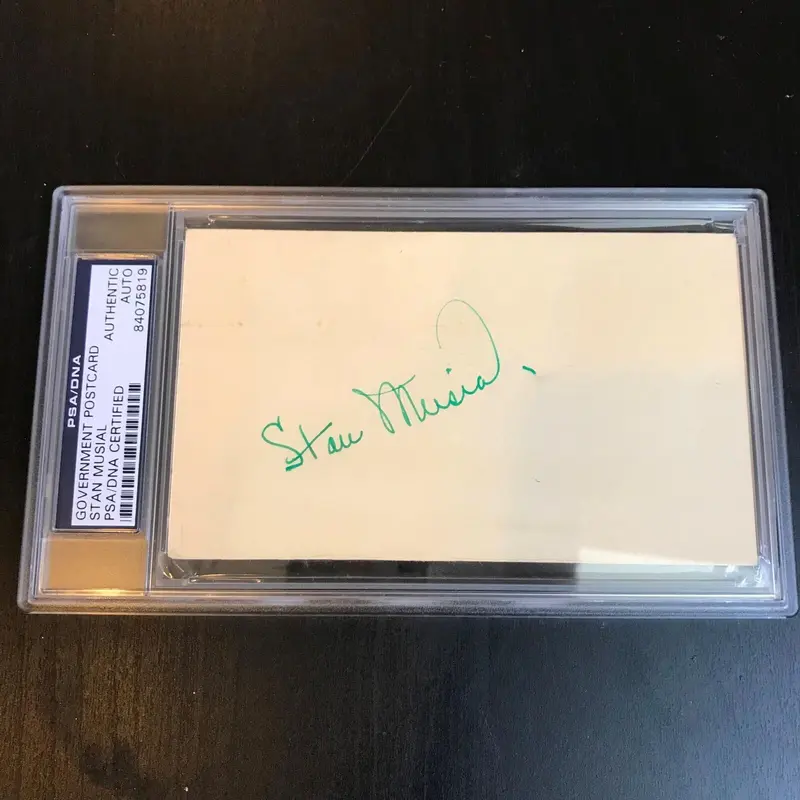 PSA/DNA
GOVERNMENT POSTCARD
STAN MUSIAL
PSA/DNA CERTIFIED
AUTHENTIC
AUTO
84075819
Stan Musial